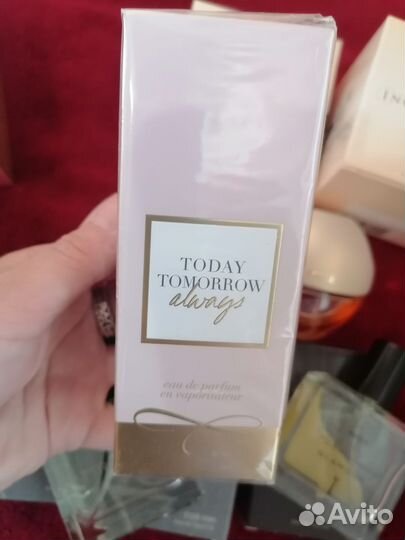 TODAY
TOMORROW
always
eau de parfum
en vaporisateur
Avito